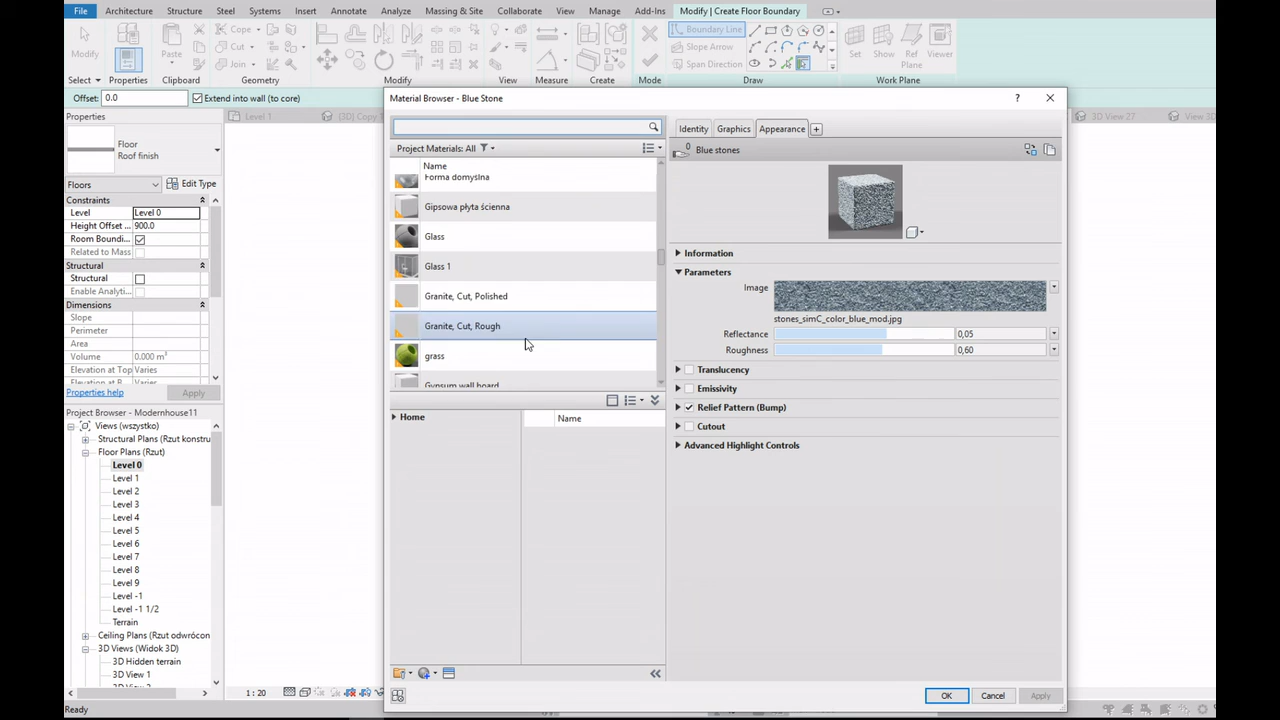 File Architecture Structure Steel Systems Insert Annotate Analyze Massing & Site Collaborate View Manage Add-Ins Modify | Create Floor Boundary
Modify Paste Cope Cut Join Boundary Line Slope Arrow Span Direction Set Show Ref Plane Viewer
Select Properties Clipboard Geometry Modify View Measure Create Mode Draw Work Plane
Offset: 0.0 Extend into wall (to core)
Properties
Floor
Roof finish
Floors Edit Type
Constraints
Level Level 0
Height Offset ... 900.0
Room Boundi...
Related to Mass
Structural
Structural
Enable Analyti...
Dimensions
Slope
Perimeter
Area
Volume 0.000 m³
Elevation at Top Varies
Elevation at B Varies
Properties help Apply
Project Browser - Modernhouse11
Views (wszystko)
Structural Plans (Rzut konstru
Floor Plans (Rzut)
Level 0
Level 1
Level 2
Level 3
Level 4
Level 5
Level 6
Level 7
Level 8
Level 9
Level -1
Level -1 1/2
Terrain
Ceiling Plans (Rzut odwrócon
3D Views (Widok 3D)
3D Hidden terrain
3D View 1
3D View 2
Ready
Level 1 {3D} Copy 3D View 27 View 3D
1 : 20
Material Browser - Blue Stone ?
Project Materials: All
Name
Forma domyślna
Gipsowa płyta ścienna
Glass
Glass 1
Granite, Cut, Polished
Granite, Cut, Rough
grass
Gypsum wall board
Home Name
Identity Graphics Appearance +
0 Blue stones
Information
Parameters
Image
stones_simC_color_blue_mod.jpg
Reflectance 0,05
Roughness 0,60
Translucency
Emissivity
Relief Pattern (Bump)
Cutout
Advanced Highlight Controls
OK Cancel Apply